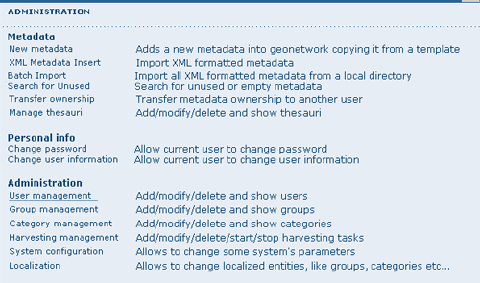 ADMINISTRATION
Metadata
New metadata Adds a new metadata into geonetwork copying it from a template
XML Metadata Insert Import XML formatted metadata
Batch Import Import all XML formatted metadata from a local directory
Search for Unused Search for unused or empty metadata
Transfer ownership Transfer metadata ownership to another user
Manage thesauri Add/modify/delete and show thesauri
Personal info
Change password Allow current user to change password
Change user information Allow current user to change user information
Administration
User management Add/modify/delete and show users
Group management Add/modify/delete and show groups
Category management Add/modify/delete and show categories
Harvesting management Add/modify/delete/start/stop harvesting tasks
System configuration Allows to change some system's parameters
Localization Allows to change localized entities, like groups, categories etc...